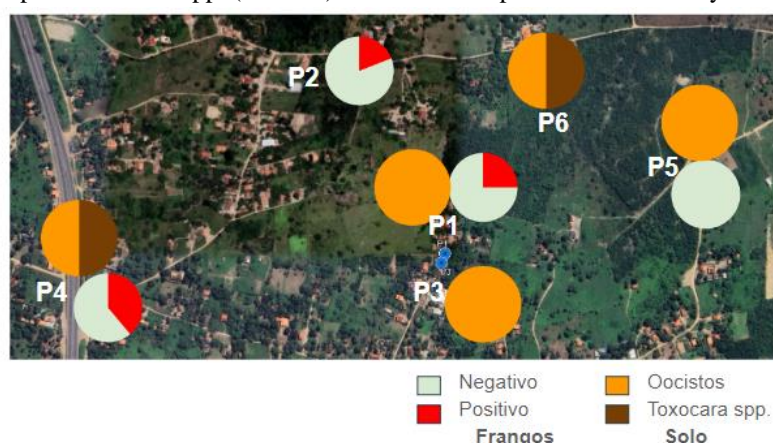 P2
P6
P5
P1
P4
P3
Negativo
Oocistos
Positivo
Toxocara spp.
Frangos
Solo